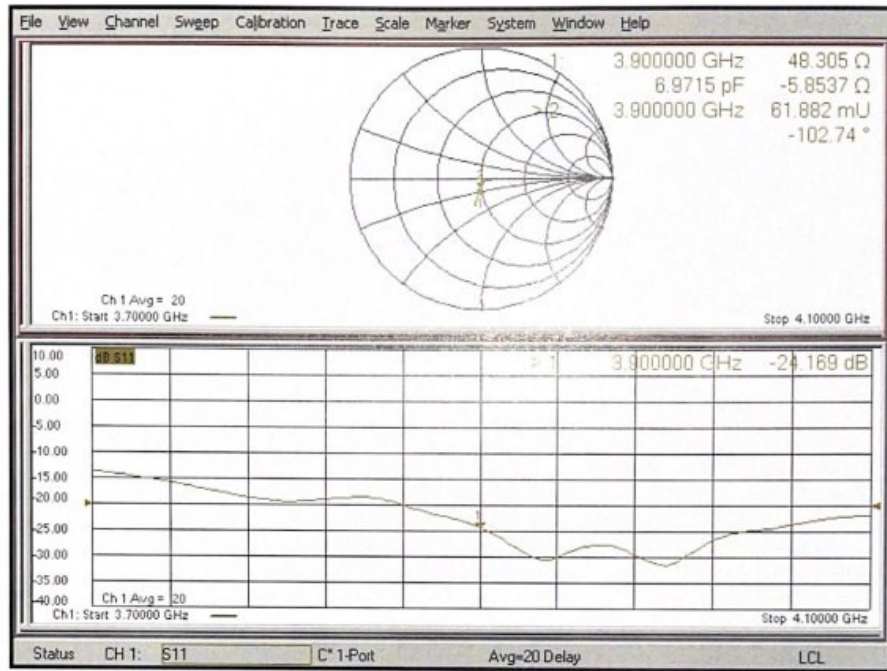 File View Channel Sweep Calibration Trace Scale Marker System Window Help
1: 3.900000 GHz 48.305 Ω
6.9715 pF -5.8537 Ω
> 2: 3.900000 GHz 61.882 mU
-102.74 °
Ch 1 Avg = 20
Ch1: Start 3.70000 GHz
Stop 4.10000 GHz
10.00
dB S11
> 1: 3.900000 GHz -24.169 dB
5.00
0.00
-5.00
-10.00
-15.00
-20.00
-25.00
-30.00
-35.00
-40.00
1
Ch 1 Avg = 20
Ch1: Start 3.70000 GHz
Stop 4.10000 GHz
Status CH 1: S11 C* 1-Port Avg=20 Delay LCL